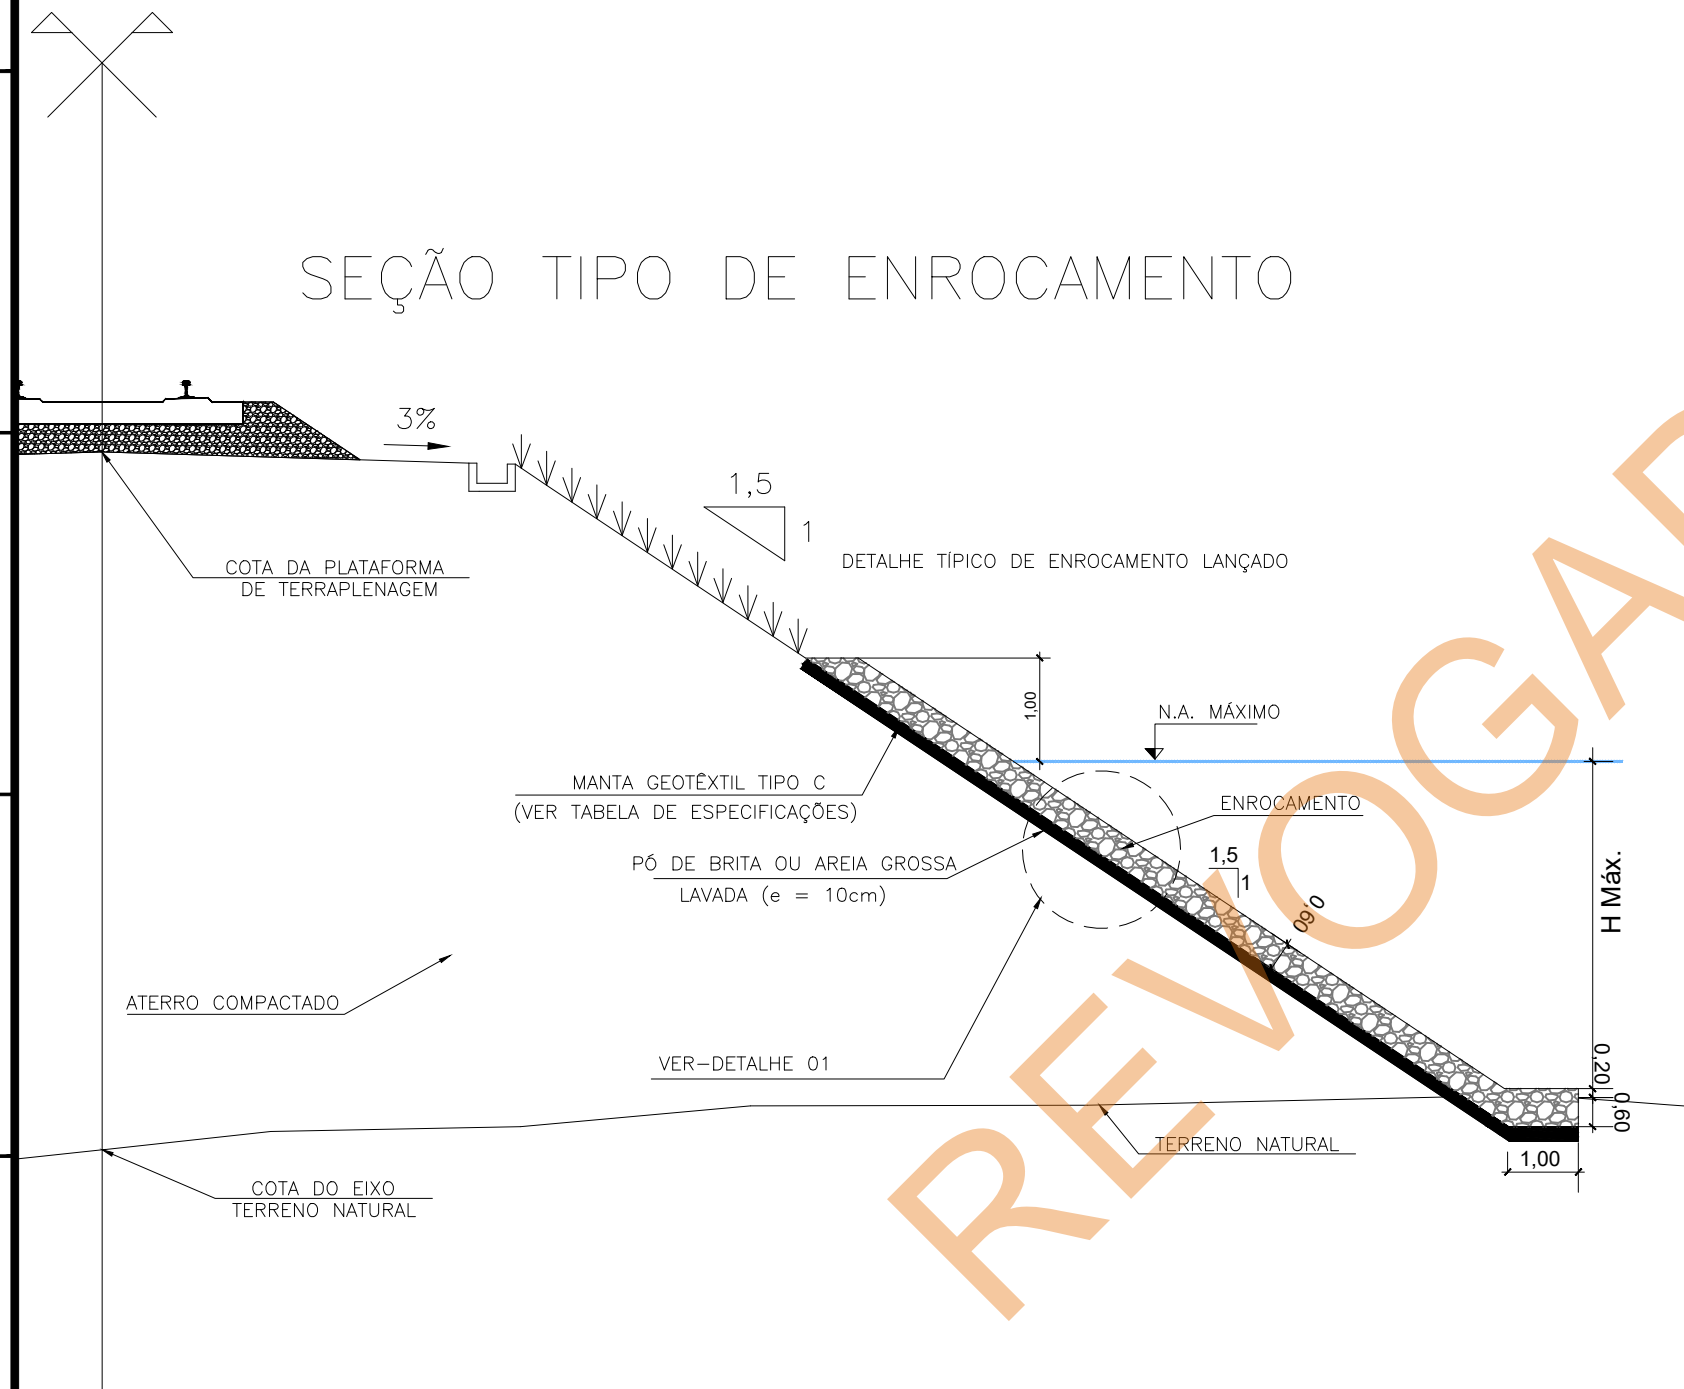 SEÇÃO TIPO DE ENROCAMENTO
3%
1,5
1
DETALHE TÍPICO DE ENROCAMENTO LANÇADO
COTA DA PLATAFORMA
DE TERRAPLENAGEM
1,00
N.A. MÁXIMO
MANTA GEOTÊXTIL TIPO C
(VER TABELA DE ESPECIFICAÇÕES)
ENROCAMENTO
PÓ DE BRITA OU AREIA GROSSA
LAVADA (e = 10cm)
1,5
1
0,60
H Máx.
ATERRO COMPACTADO
VER-DETALHE 01
0,20
0,60
TERRENO NATURAL
1,00
COTA DO EIXO
TERRENO NATURAL
REVOGAD